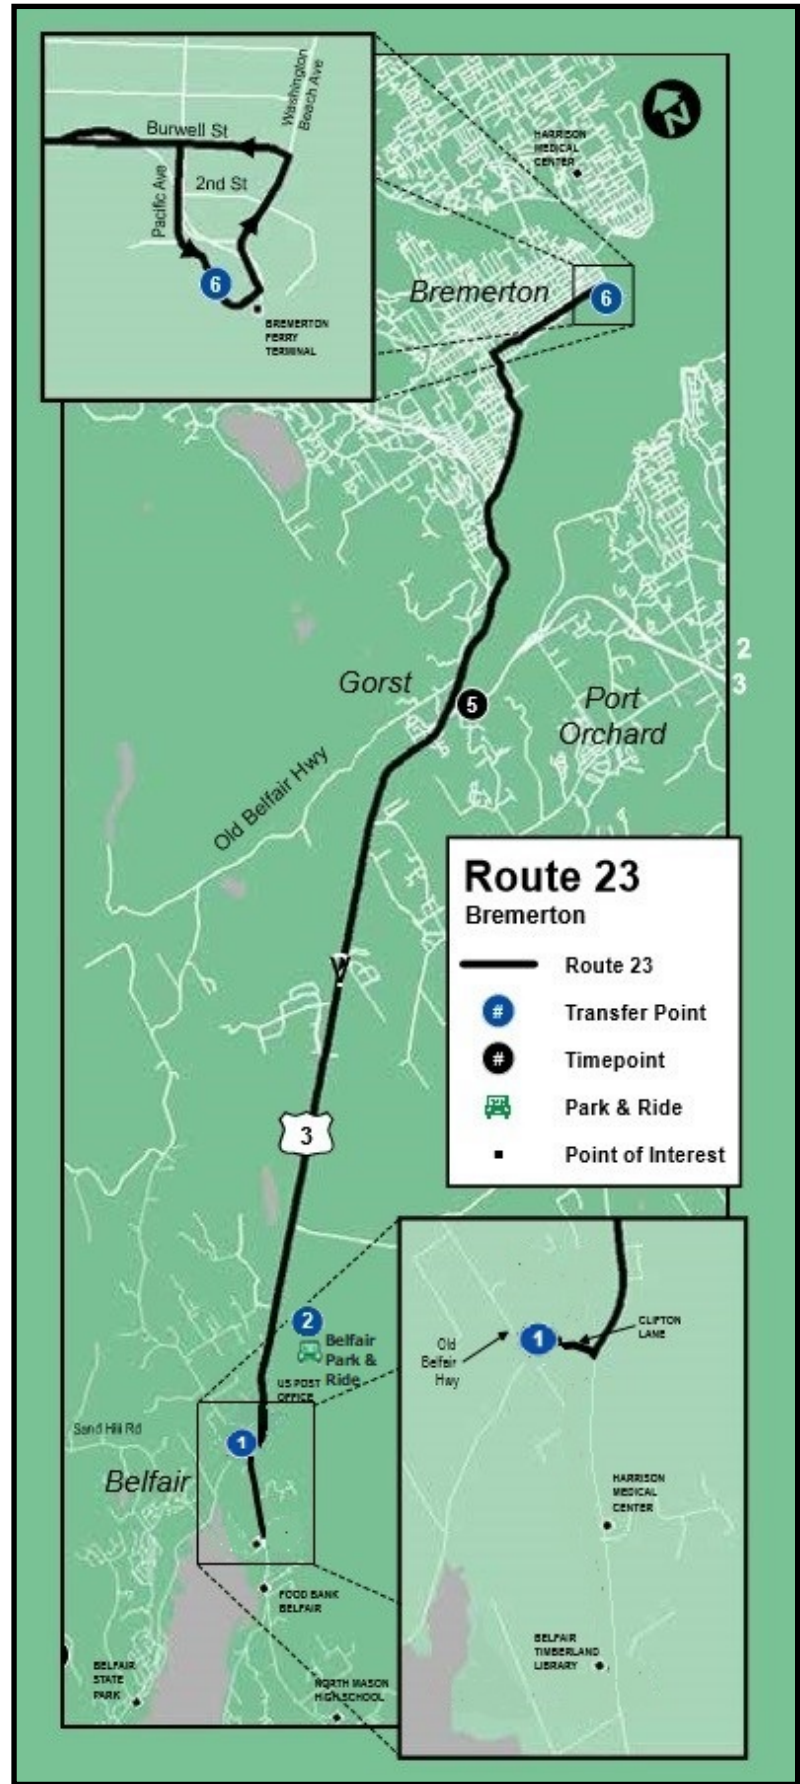 Burwell St
Washington
Beach Ave
2nd St
Pacific Ave
6
BREMERTON
FERRY
TERMINAL
N
HARRISON
MEDICAL
CENTER
Bremerton
6
Gorst
5
2
3
Port
Orchard
Old Belfair Hwy
Route 23
Bremerton
Route 23
# Transfer Point
# Timepoint
Park & Ride
Point of Interest
3
2
Belfair
Park &
Ride
US POST
OFFICE
Sand Hill Rd
1
Belfair
FOOD BANK
BELFAIR
BELFAIR
STATE
PARK
NORTH MASON
HIGH SCHOOL
1
CLIFTON
LANE
Old
Belfair
Hwy
HARRISON
MEDICAL
CENTER
BELFAIR
TIMBERLAND
LIBRARY